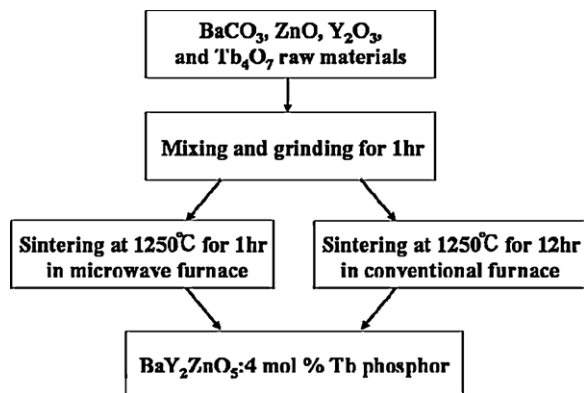 BaCO₃, ZnO, Y₂O₃,
and Tb₄O₇ raw materials
Mixing and grinding for 1hr
Sintering at 1250℃ for 1hr
in microwave furnace
Sintering at 1250℃ for 12hr
in conventional furnace
BaY₂ZnO₅:4 mol % Tb phosphor